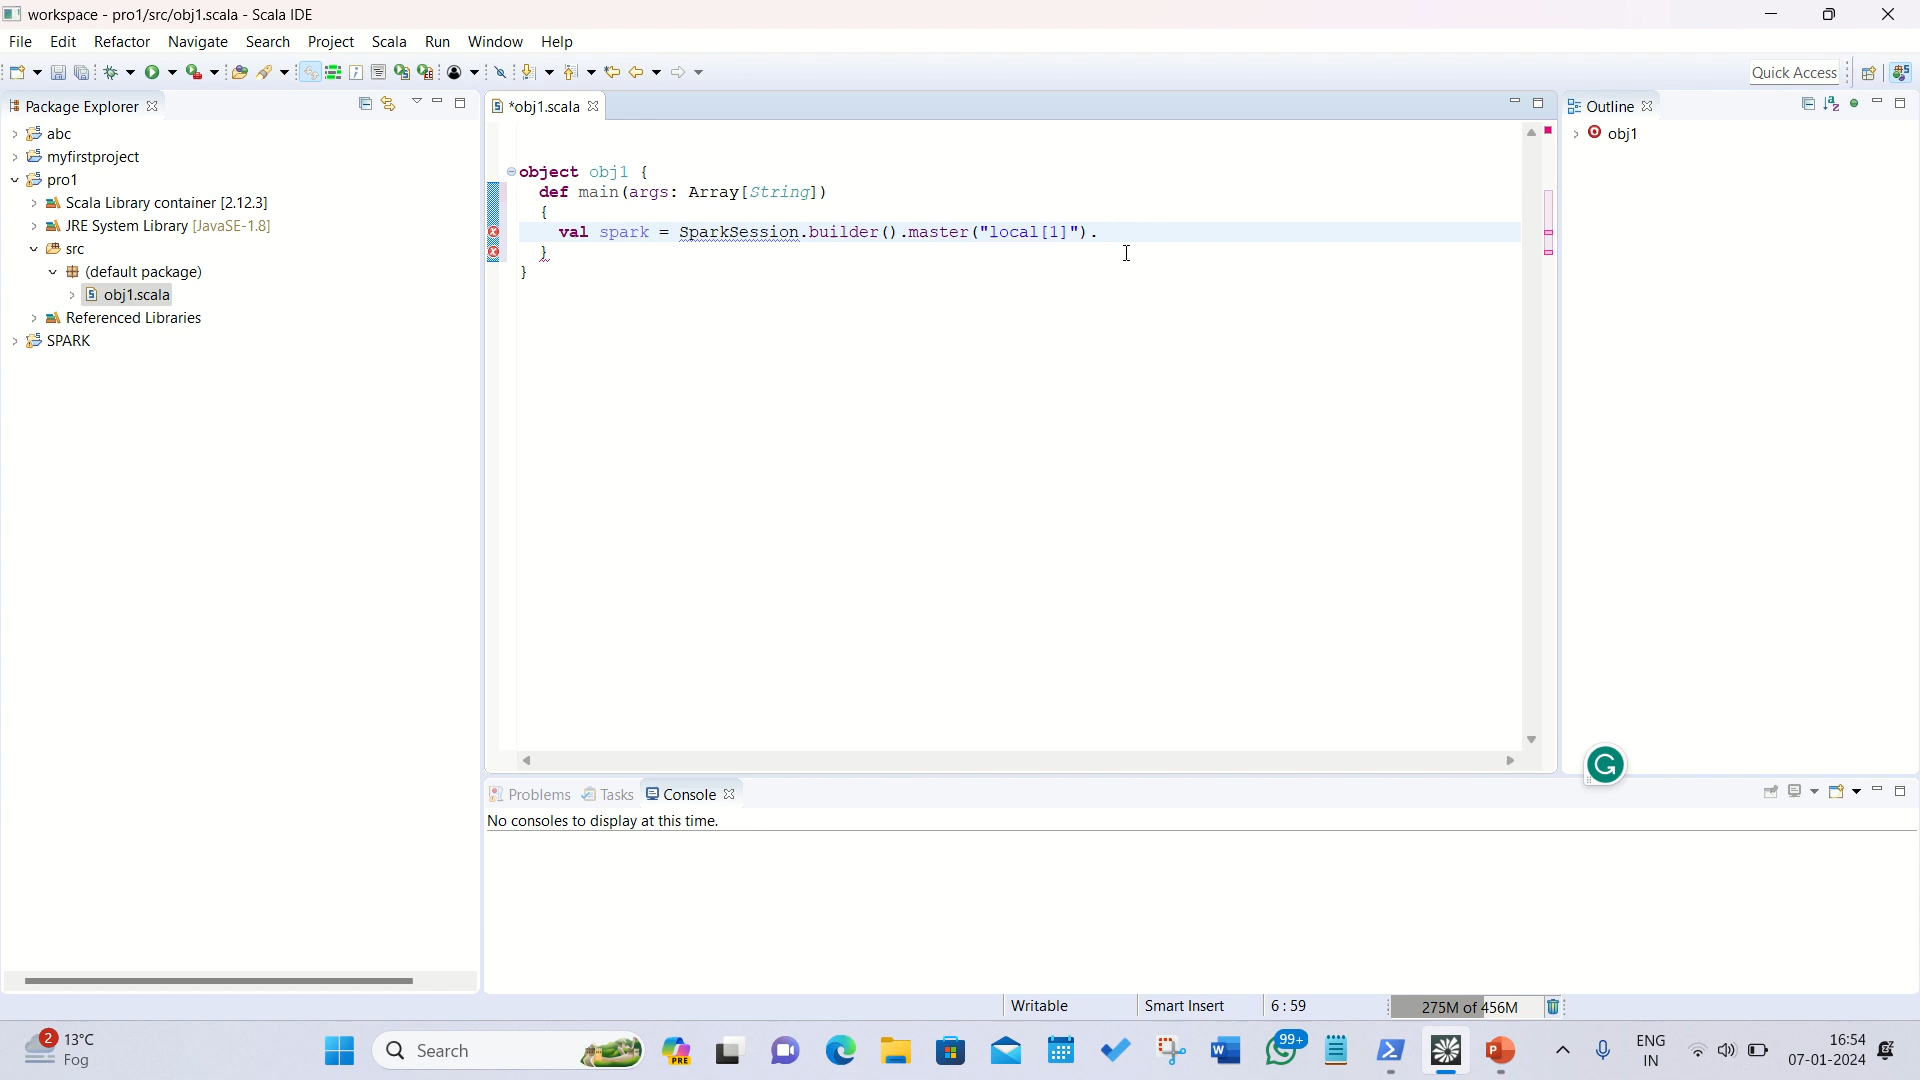 workspace - pro1/src/obj1.scala - Scala IDE
File Edit Refactor Navigate Search Project Scala Run Window Help
Quick Access
Package Explorer
*obj1.scala
Outline
abc
myfirstproject
pro1
Scala Library container [2.12.3]
JRE System Library [JavaSE-1.8]
src
(default package)
obj1.scala
Referenced Libraries
SPARK
object obj1 {
def main(args: Array[String])
{
val spark = SparkSession.builder().master("local[1]").
}
}
obj1
Problems Tasks Console
No consoles to display at this time.
Writable Smart Insert 6 : 59 275M of 456M
2 13°C
Fog
Search
PRE
99+
ENG
IN
16:54
07-01-2024